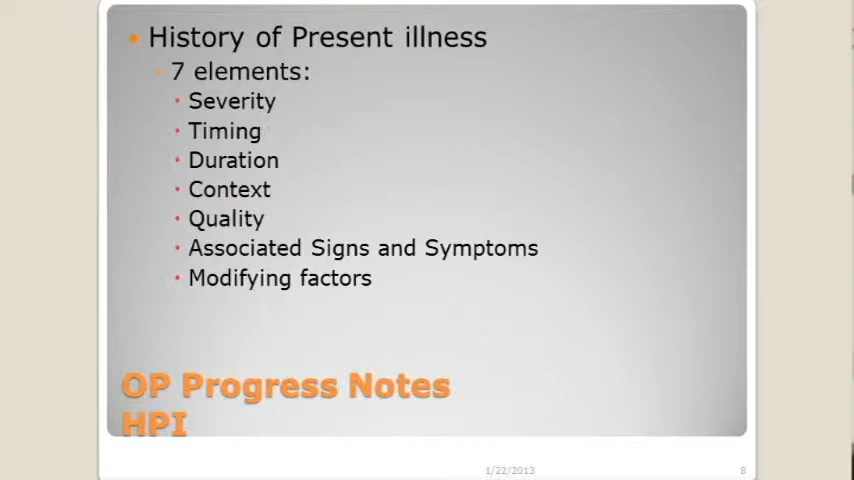 History of Present illness
7 elements:
Severity
Timing
Duration
Context
Quality
Associated Signs and Symptoms
Modifying factors
OP Progress Notes
HPI
1/22/2013
8